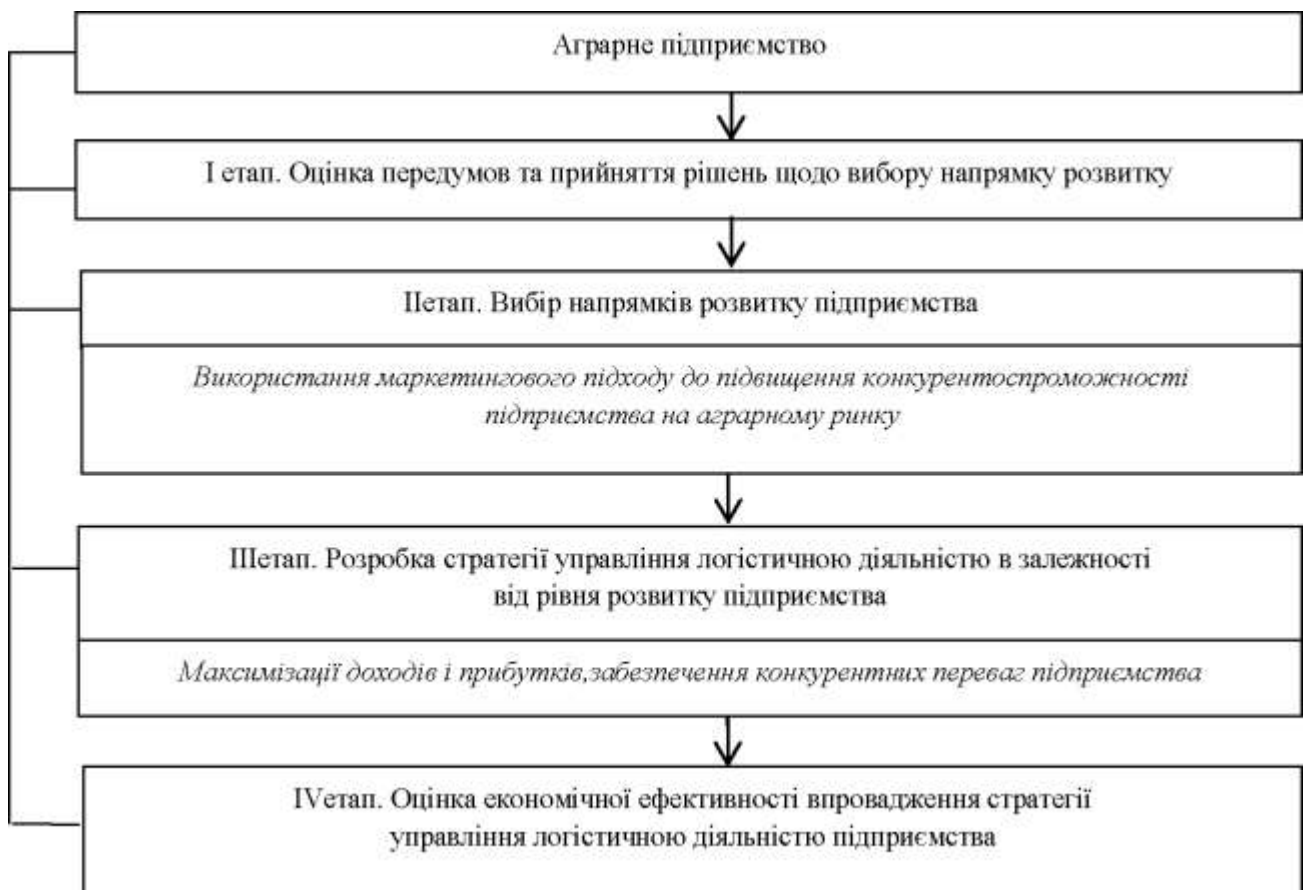 Аграрне підприємство
І етап. Оцінка передумов та прийняття рішень щодо вибору напрямку розвитку
ІІетап. Вибір напрямків розвитку підприємства
Використання маркетингового підходу до підвищення конкурентоспроможності
підприємства на аграрному ринку
ІІІетап. Розробка стратегії управління логістичною діяльністю в залежності
від рівня розвитку підприємства
Максимізації доходів і прибутків,забезпечення конкурентних переваг підприємства
IVетап. Оцінка економічної ефективності впровадження стратегії
управління логістичною діяльністю підприємства